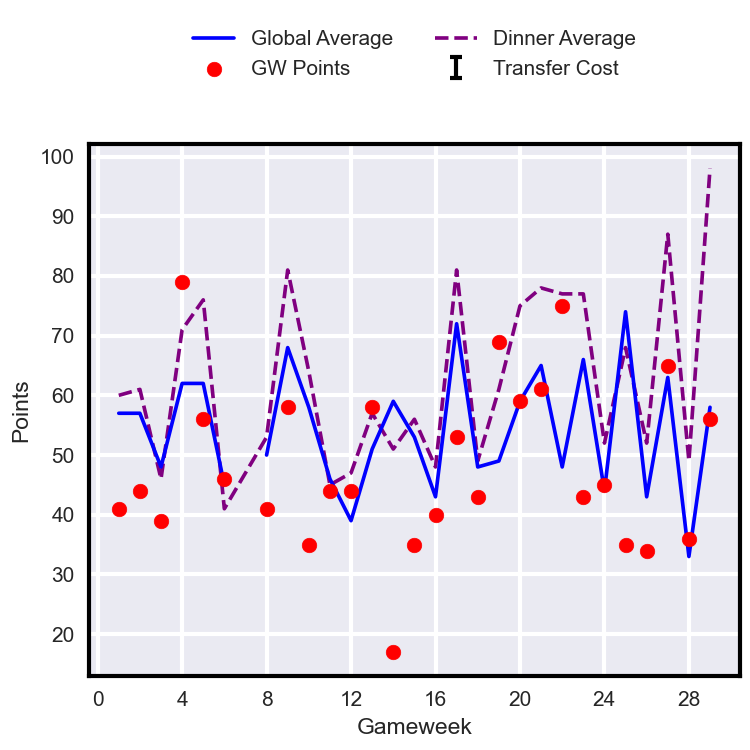 Global Average
Dinner Average
GW Points
Transfer Cost
100
90
80
70
60
50
40
30
20
Points
0 4 8 12 16 20 24 28
Gameweek